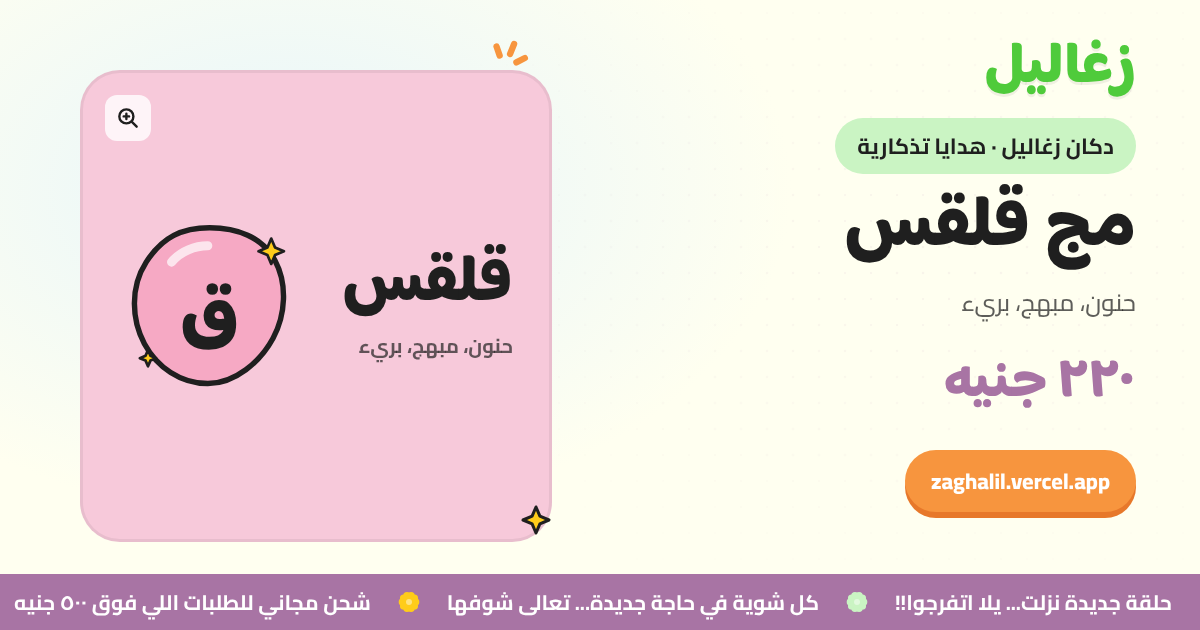 زغاليل
دكان زغاليل · هدايا تذكارية
مج قلقس
حنون، مبهج، بريء
٢٢٠ جنيه
zaghalil.vercel.app
قلقس
حنون، مبهج، بريء
ق
حلقة جديدة نزلت... يلا اتفرجوا!!
كل شوية في حاجة جديدة... تعالى شوفها
شحن مجاني للطلبات اللي فوق ٥٠٠ جنيه